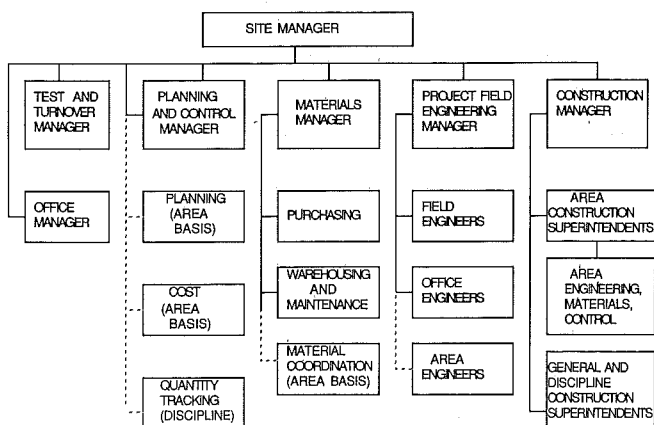 SITE MANAGER
TEST AND
TURNOVER
MANAGER
PLANNING
AND CONTROL
MANAGER
MATERIALS
MANAGER
PROJECT FIELD
ENGINEERING
MANAGER
CONSTRUCTION
MANAGER
OFFICE
MANAGER
PLANNING
(AREA
BASIS)
PURCHASING
FIELD
ENGINEERS
AREA
CONSTRUCTION
SUPERINTENDENTS
COST
(AREA
BASIS)
WAREHOUSING
AND
MAINTENANCE
OFFICE
ENGINEERS
AREA
ENGINEERING,
MATERIALS,
CONTROL
QUANTITY
TRACKING
(DISCIPLINE)
MATERIAL
COORDINATION
(AREA BASIS)
AREA
ENGINEERS
GENERAL AND
DISCIPLINE
CONSTRUCTION
SUPERINTENDENTS